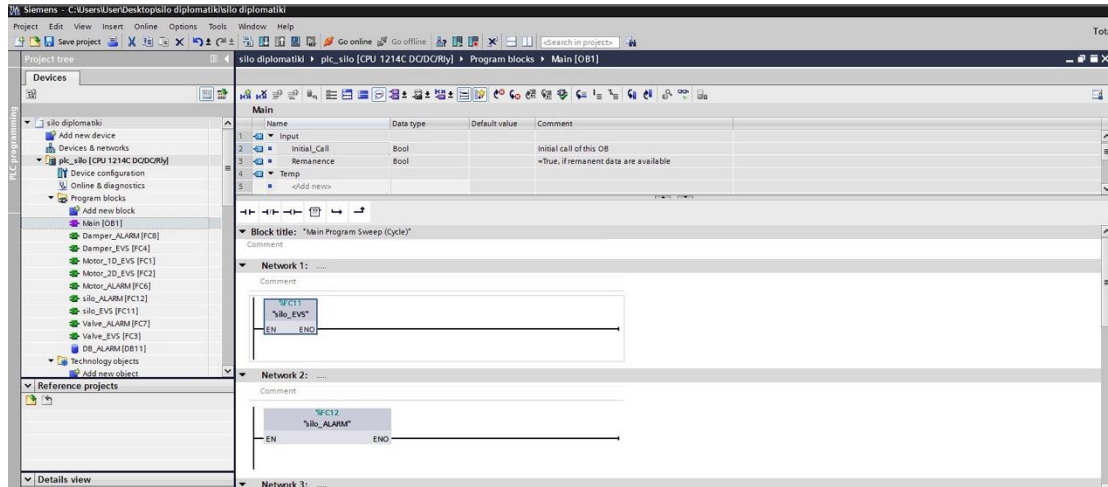 Siemens - C:\Users\User\Desktop\silo diplomatiki\silo diplomatiki
Project Edit View Insert Online Options Tools Window Help
Save project Go online Go offline <Search in project>
Tot
Project tree
silo diplomatiki ▸ plc_silo [CPU 1214C DC/DC/Rly] ▸ Program blocks ▸ Main [OB1]
Devices
PLC programming
silo diplomatiki
Add new device
Devices & networks
plc_silo [CPU 1214C DC/DC/Rly]
Device configuration
Online & diagnostics
Program blocks
Add new block
Main [OB1]
Damper_ALARM [FC8]
Damper_EVS [FC4]
Motor_1D_EVS [FC1]
Motor_2D_EVS [FC2]
Motor_ALARM [FC6]
silo_ALARM [FC12]
silo_EVS [FC11]
Valve_ALARM [FC7]
Valve_EVS [FC3]
DB_ALARM [DB11]
Technology objects
Add new object
Reference projects
Details view
Main
Name Data type Default value Comment
1 Input
2 Initial_Call Bool Initial call of this OB
3 Remanence Bool =True, if remanent data are available
4 Temp
5 <Add new>
Block title: "Main Program Sweep (Cycle)"
Comment
Network 1: .....
Comment
%FC11
"silo_EVS"
EN ENO
Network 2: .....
Comment
%FC12
"silo_ALARM"
EN ENO
Network 3: .....